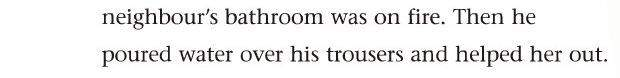 neighbour's bathroom was on fire. Then he
poured water over his trousers and helped her out.